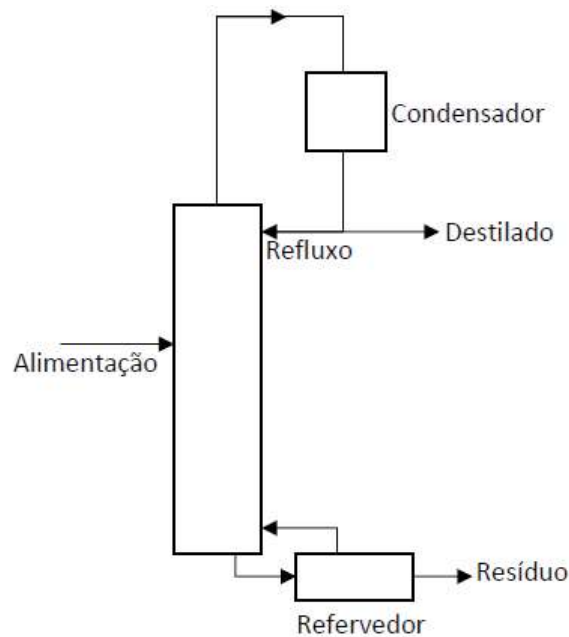 Condensador
Destilado
Refluxo
Alimentação
Resíduo
Refervedor